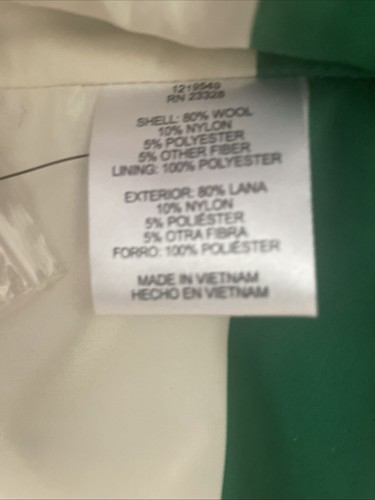 1219549
RN 23328
SHELL: 80% WOOL
10% NYLON
5% POLYESTER
5% OTHER FIBER
LINING: 100% POLYESTER
EXTERIOR: 80% LANA
10% NYLON
5% POLIÉSTER
5% OTRA FIBRA
FORRO: 100% POLIÉSTER
MADE IN VIETNAM
HECHO EN VIETNAM